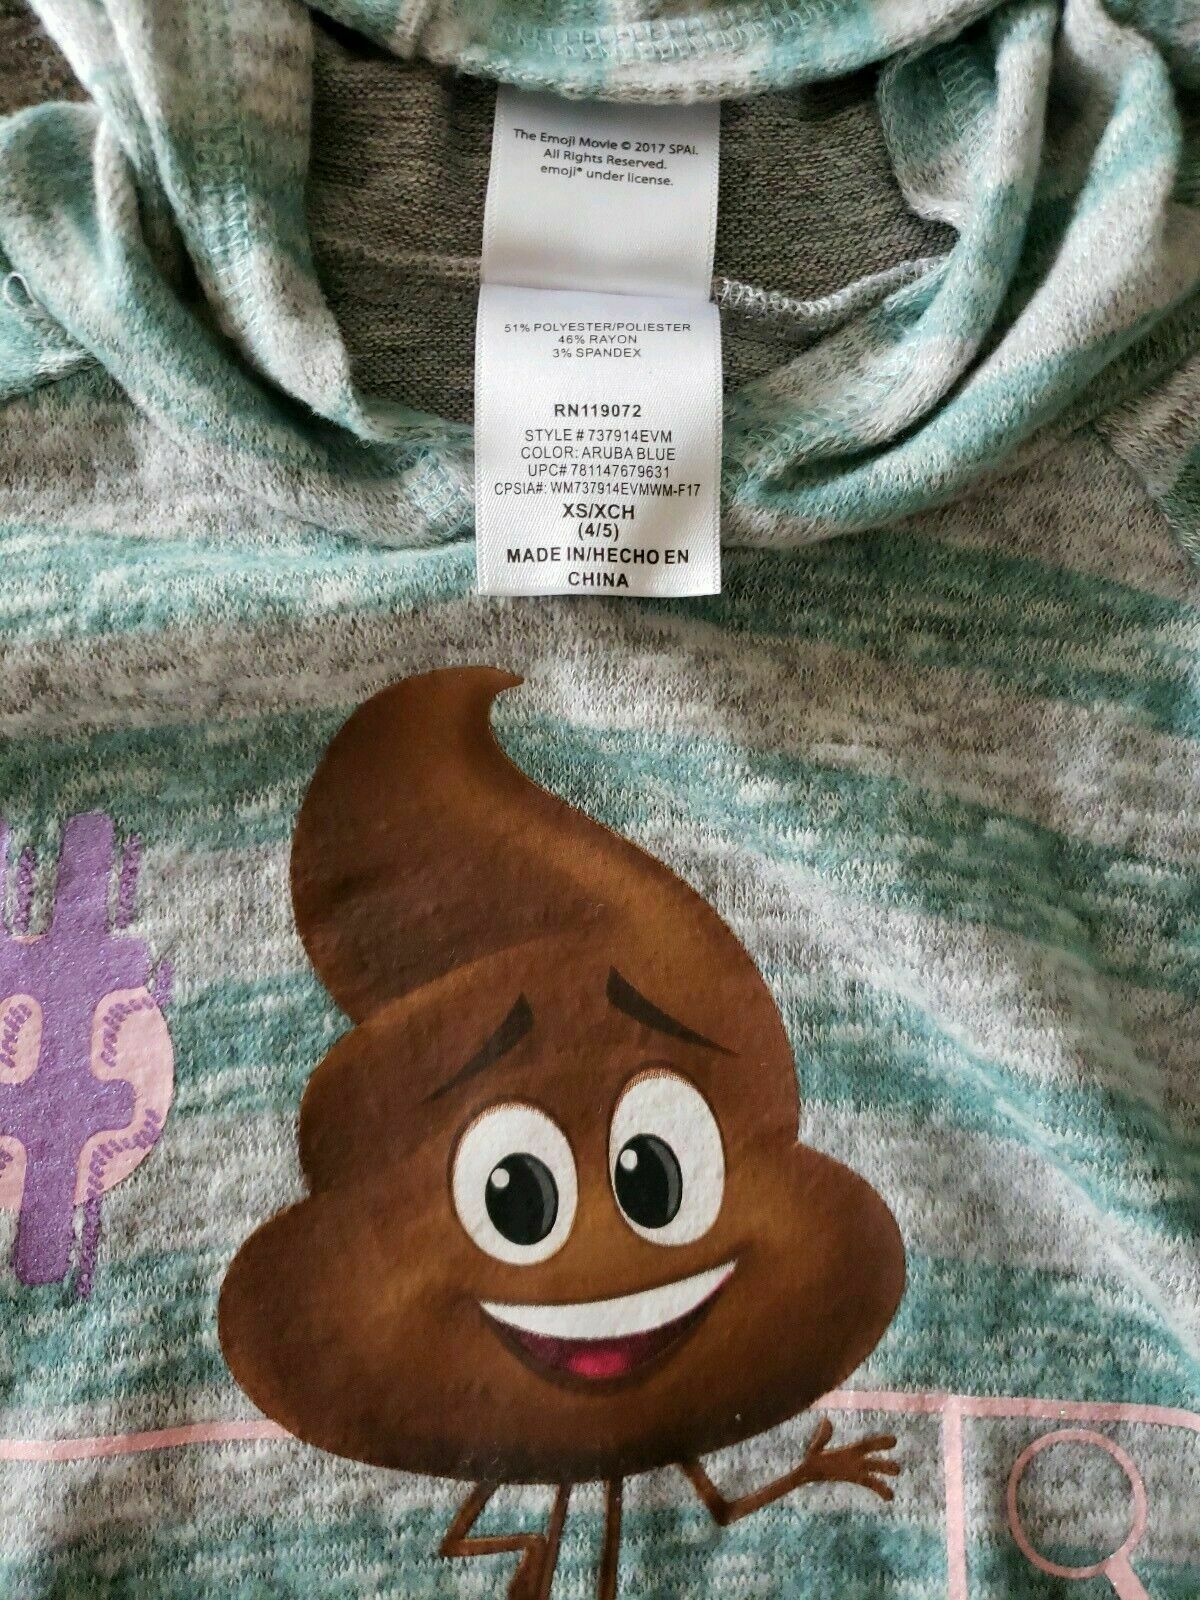 The Emoji Movie © 2017 SPAI.
All Rights Reserved.
emoji® under license.
51% POLYESTER/POLIESTER
46% RAYON
3% SPANDEX
RN119072
STYLE # 737914EVM
COLOR: ARUBA BLUE
UPC# 781147679631
CPSIA#: WM737914EVMWM-F17
XS/XCH
(4/5)
MADE IN/HECHO EN
CHINA